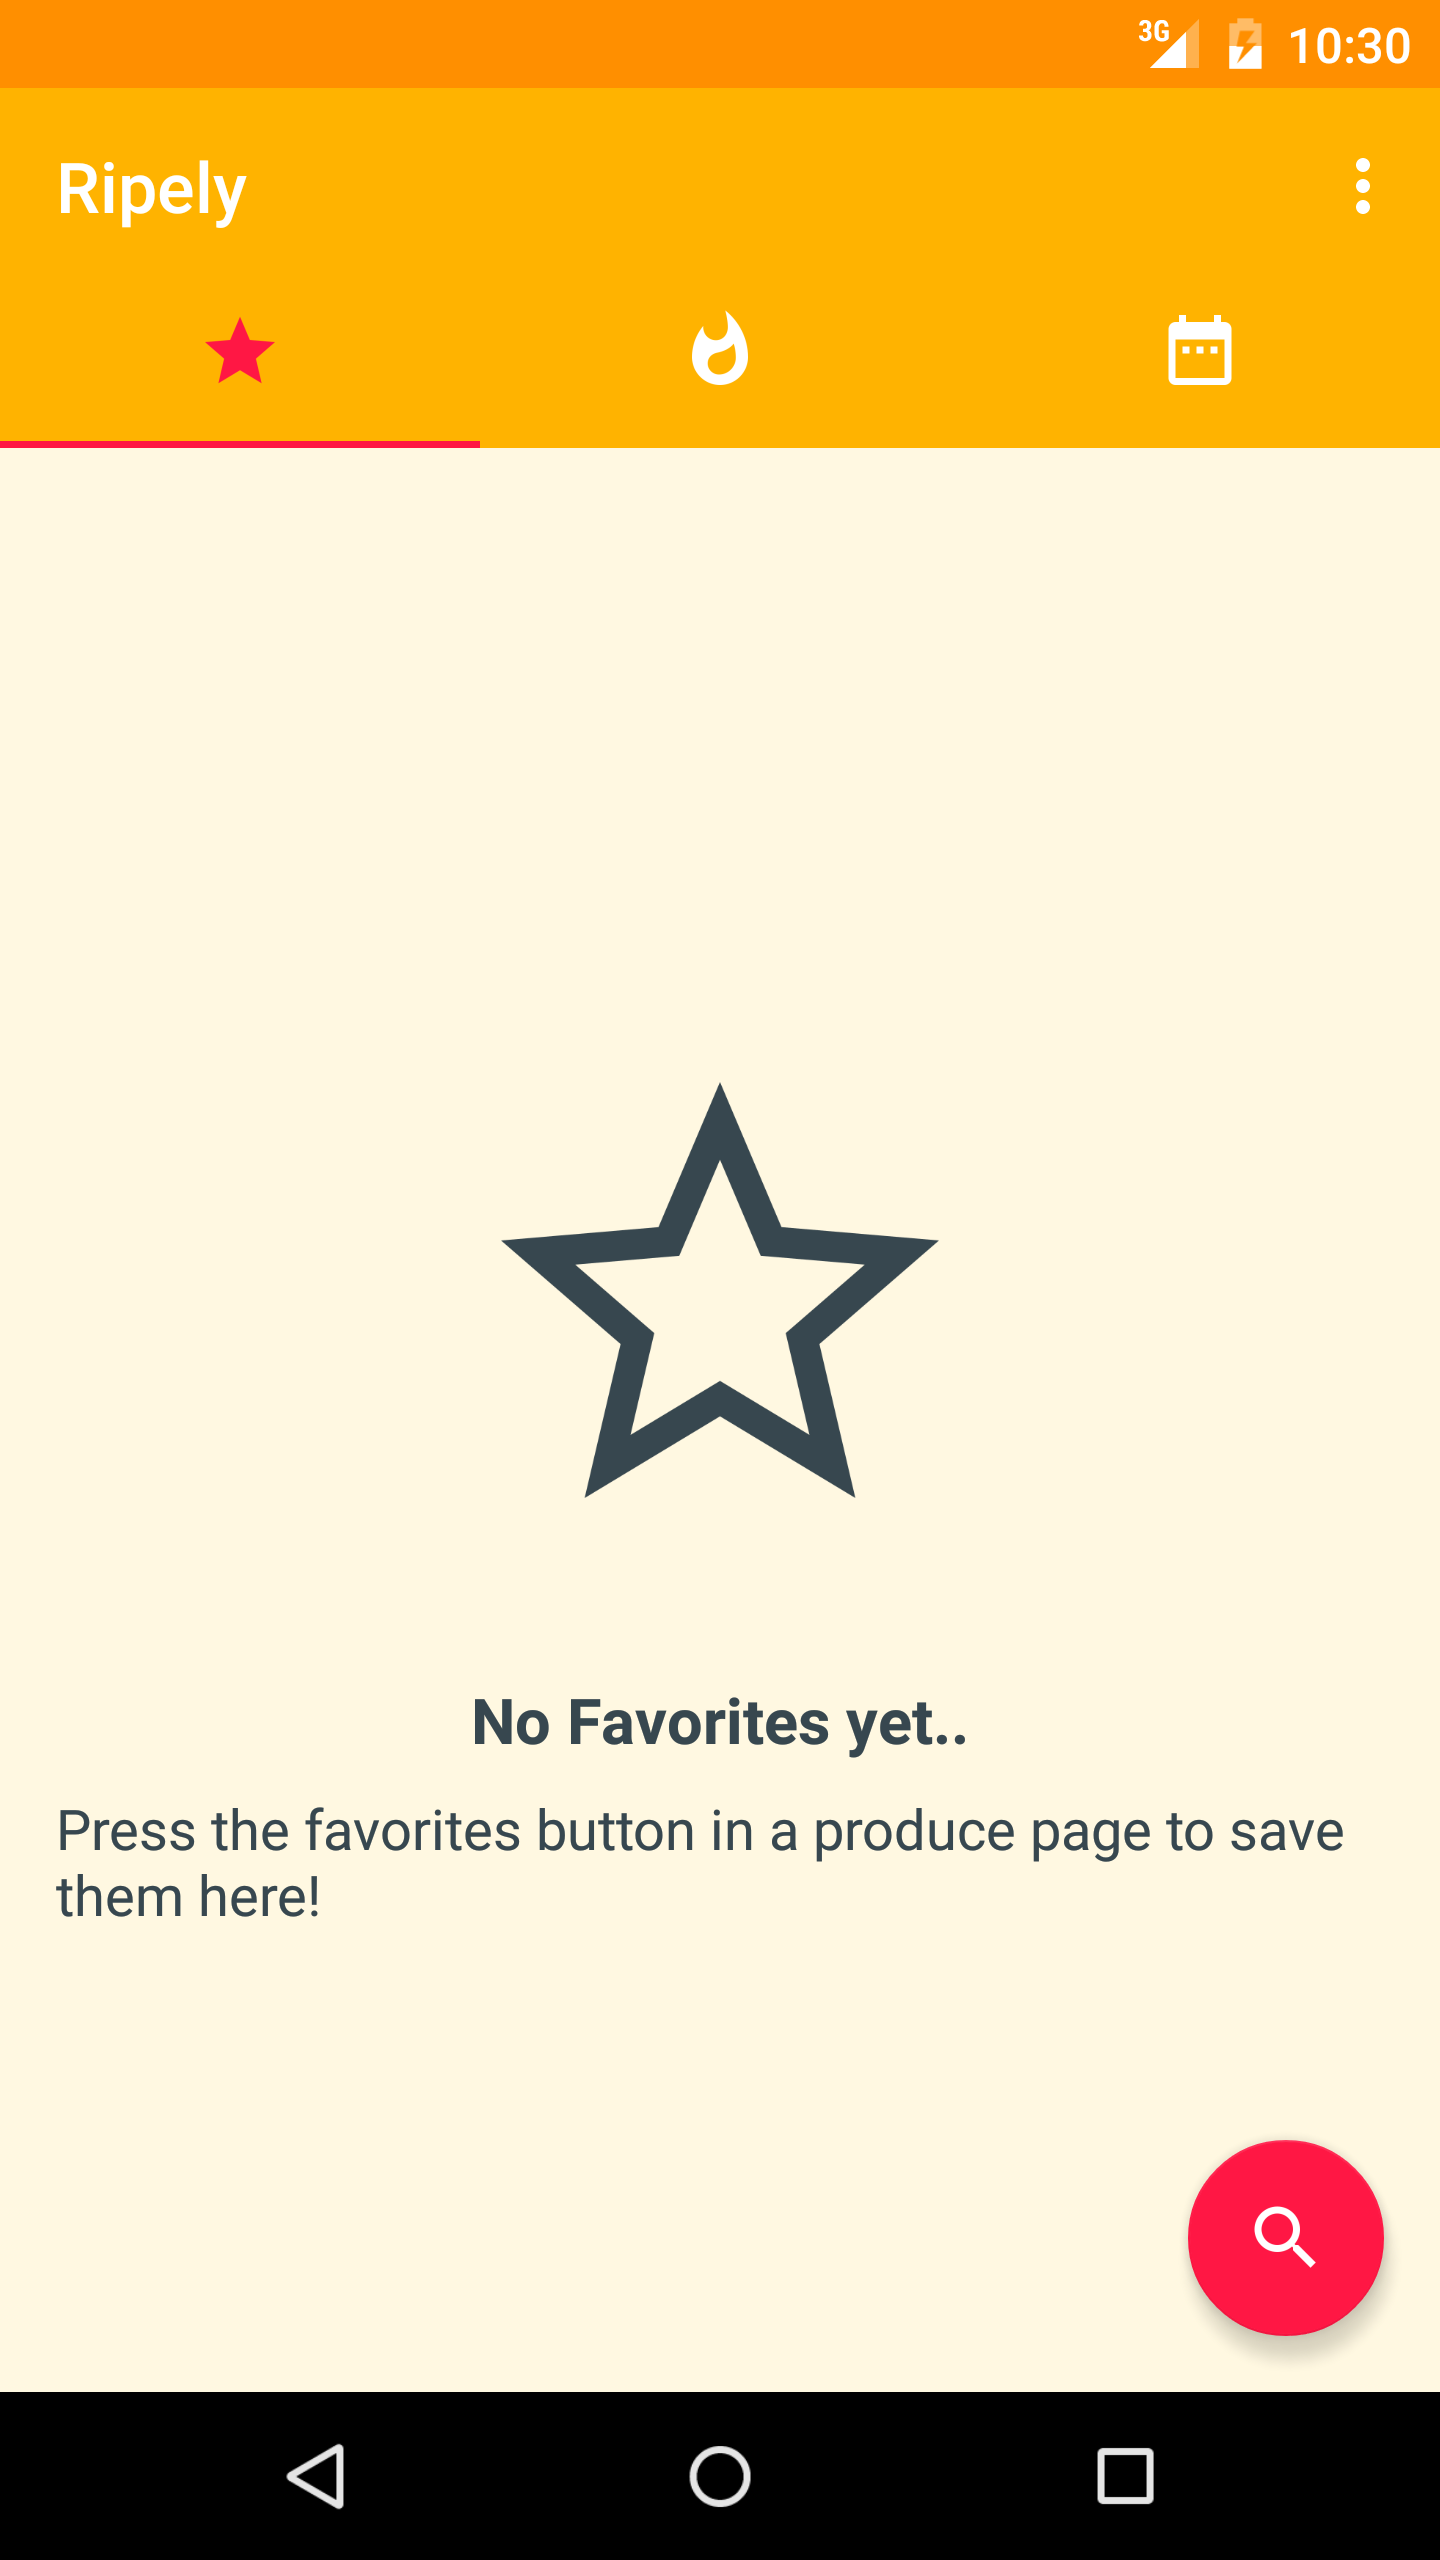 3G 10:30
Ripely
No Favorites yet..
Press the favorites button in a produce page to save
them here!